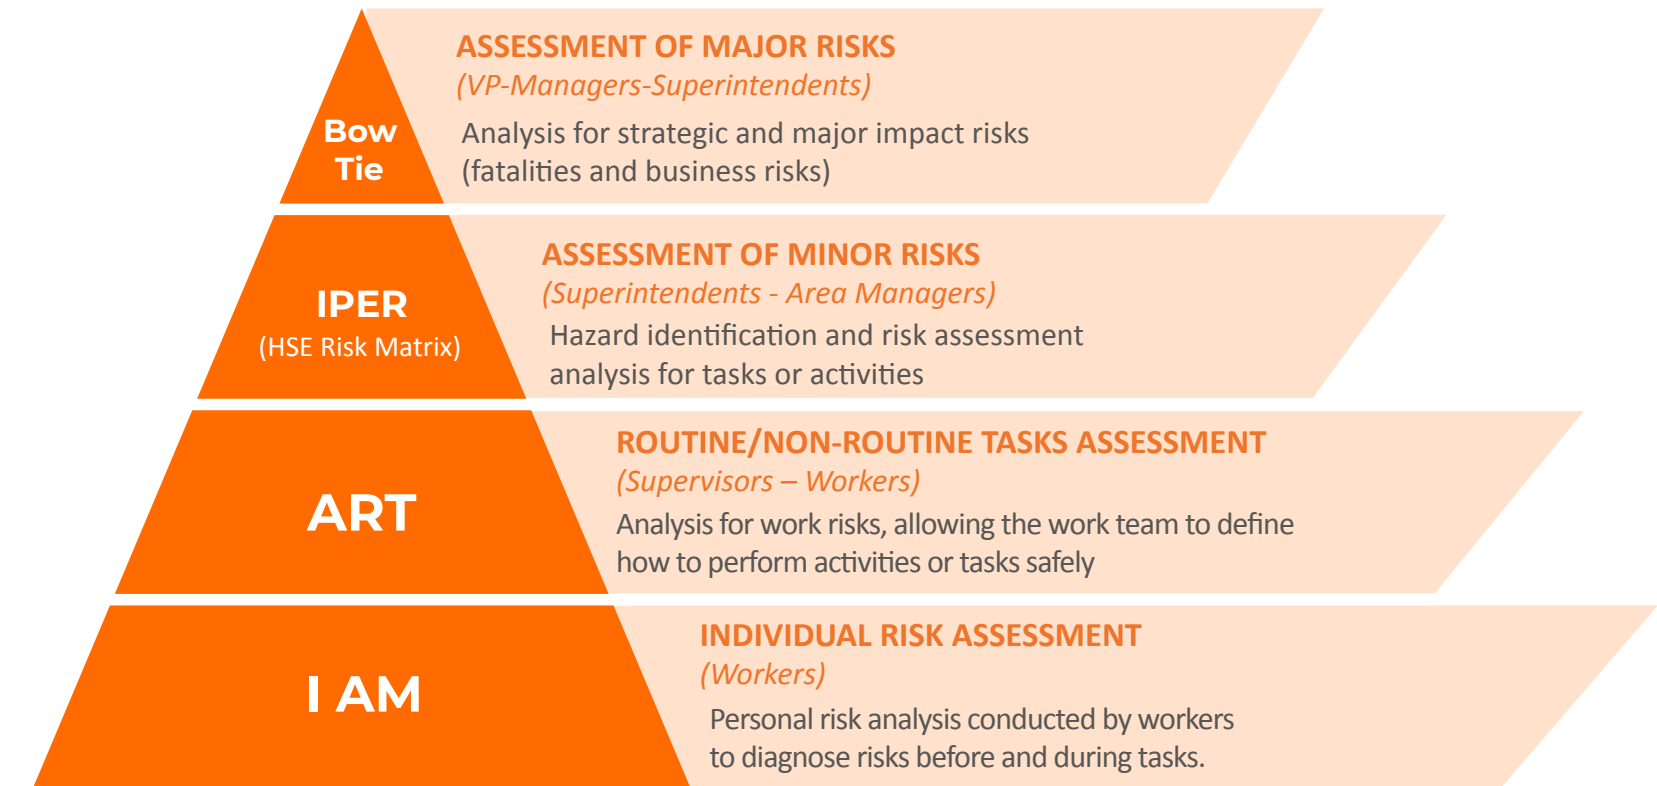 Bow
Tie
ASSESSMENT OF MAJOR RISKS
(VP-Managers-Superintendents)
Analysis for strategic and major impact risks
(fatalities and business risks)
IPER
(HSE Risk Matrix)
ASSESSMENT OF MINOR RISKS
(Superintendents - Area Managers)
Hazard identification and risk assessment
analysis for tasks or activities
ART
ROUTINE/NON-ROUTINE TASKS ASSESSMENT
(Supervisors – Workers)
Analysis for work risks, allowing the work team to define
how to perform activities or tasks safely
I AM
INDIVIDUAL RISK ASSESSMENT
(Workers)
Personal risk analysis conducted by workers
to diagnose risks before and during tasks.